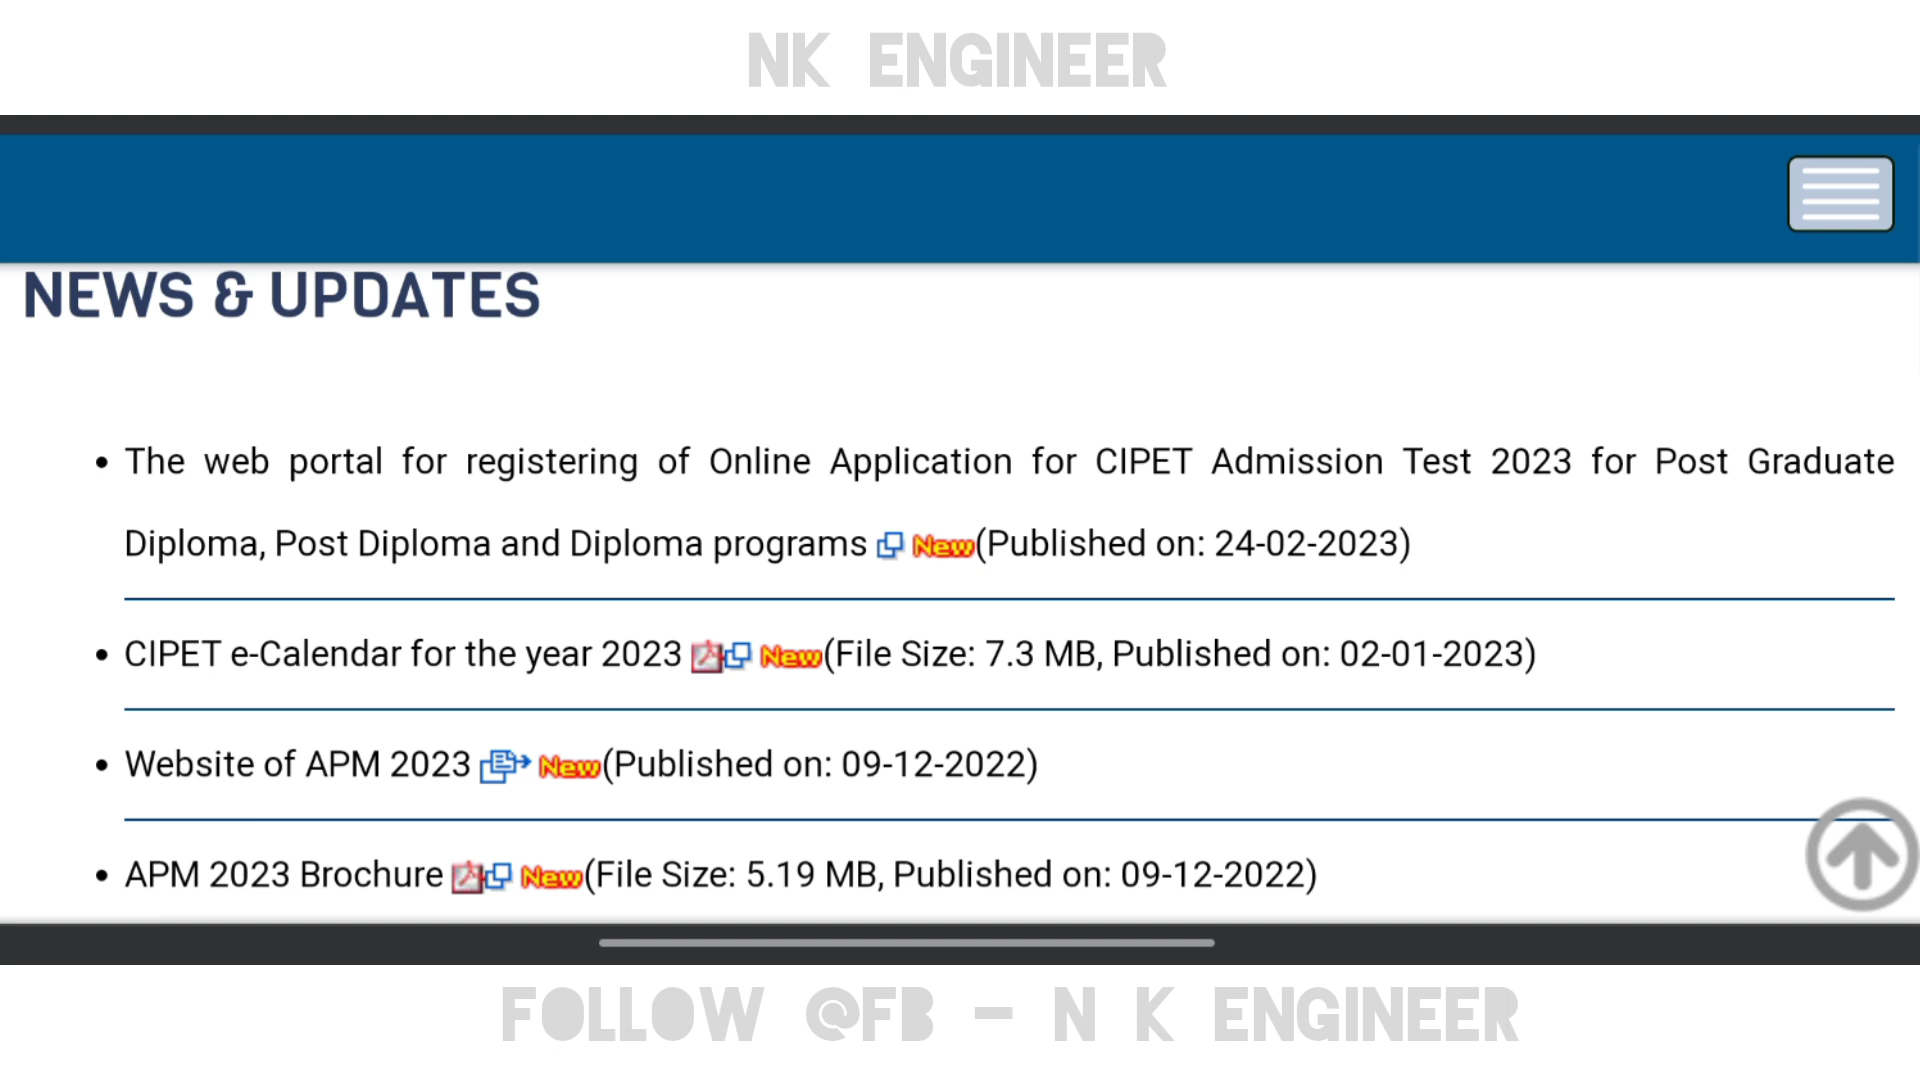 NK ENGINEER
NEWS & UPDATES
• The web portal for registering of Online Application for CIPET Admission Test 2023 for Post Graduate
Diploma, Post Diploma and Diploma programs New(Published on: 24-02-2023)
• CIPET e-Calendar for the year 2023 New(File Size: 7.3 MB, Published on: 02-01-2023)
• Website of APM 2023 New(Published on: 09-12-2022)
• APM 2023 Brochure New(File Size: 5.19 MB, Published on: 09-12-2022)
FOLLOW @FB - N K ENGINEER